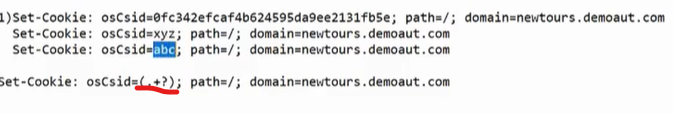 1)Set-Cookie: osCsid=0fc342efcaf4b624595da9ee2131fb5e; path=/; domain=newtours.demoaut.com
Set-Cookie: osCsid=xyz; path=/; domain=newtours.demoaut.com
Set-Cookie: osCsid=abc; path=/; domain=newtours.demoaut.com
Set-Cookie: osCsid=(.+?); path=/; domain=newtours.demoaut.com